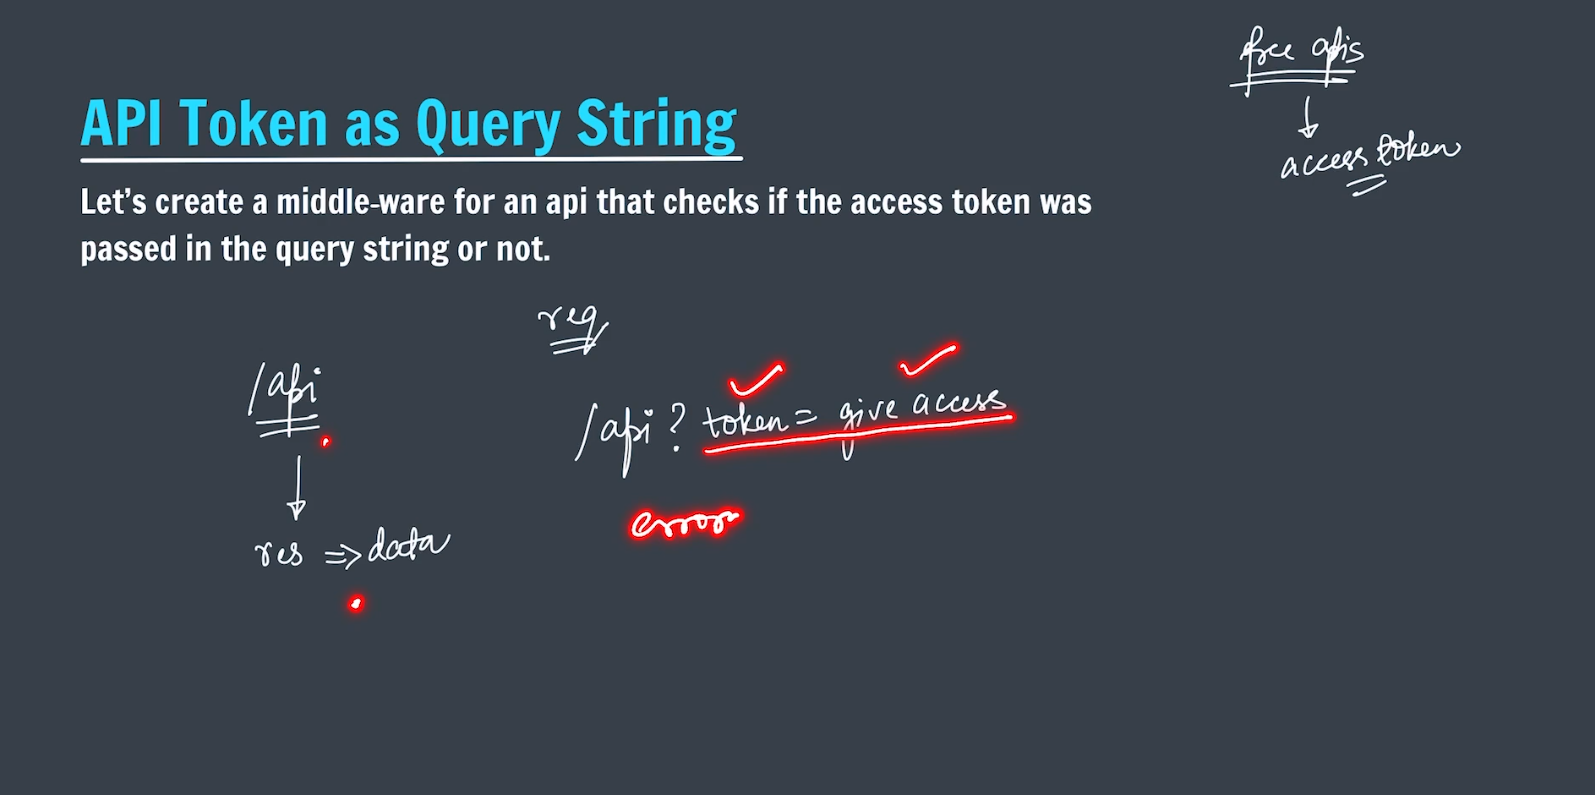 free apis
access token
API Token as Query String
Let's create a middle-ware for an api that checks if the access token was
passed in the query string or not.
req
/api
/api ? token = give access
error
res => data